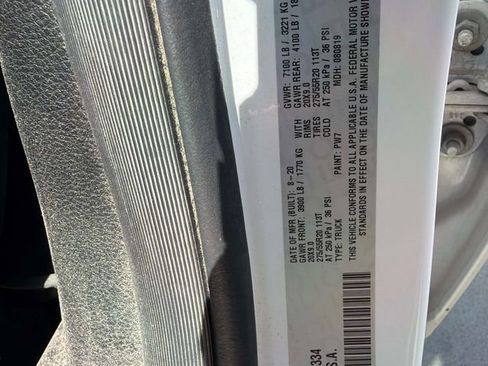 DATE OF MFR (BUILT): 8-20 GVWR: 7100 LB / 3221 KG
GAWR FRONT: 3900 LB / 1770 KG WITH GAWR REAR: 4100 LB / 18
20X9.0 RIMS 20X9.0
275/55R20 113T TIRES 275/55R20 113T
AT 250 kPa / 36 PSI COLD AT 250 kPa / 36 PSI
TYPE: TRUCK PAINT: PW7 MDH: 080819
THIS VEHICLE CONFORMS TO ALL APPLICABLE U.S.A. FEDERAL MOTOR V
STANDARDS IN EFFECT ON THE DATE OF MANUFACTURE SHOW
334
S.A.